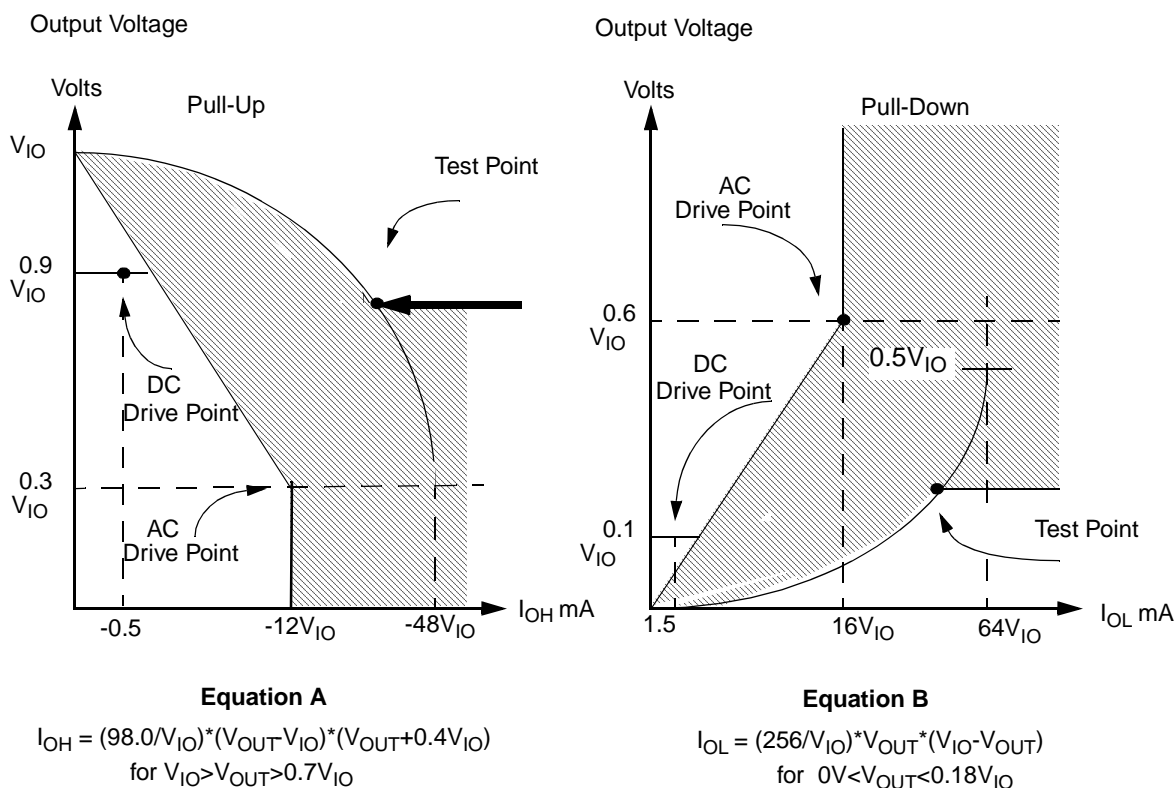 Output Voltage
Volts
Pull-Up
VIO
Test Point
0.9
VIO
DC
Drive Point
0.3
VIO
AC
Drive Point
IOH mA
-0.5
-12VIO
-48VIO
Equation A
IOH = (98.0/VIO)*(VOUT-VIO)*(VOUT+0.4VIO)
for VIO>VOUT>0.7VIO
Output Voltage
Volts
Pull-Down
AC
Drive Point
0.6
VIO
0.5VIO
DC
Drive Point
0.1
VIO
Test Point
1.5
16VIO
64VIO
IOL mA
Equation B
IOL = (256/VIO)*VOUT*(VIO-VOUT)
for 0V<VOUT<0.18VIO